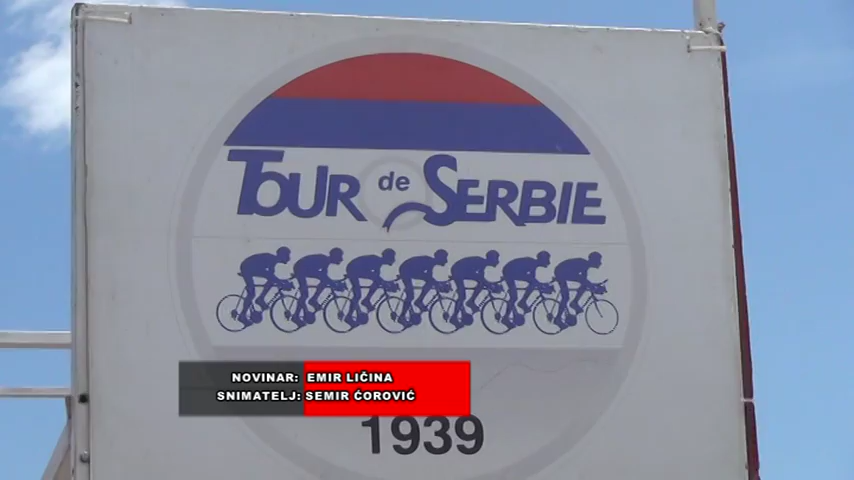 TOUR de SERBIE
NOVINAR: EMIR LIČINA
SNIMATELJ: SEMIR ĆOROVIĆ
1939